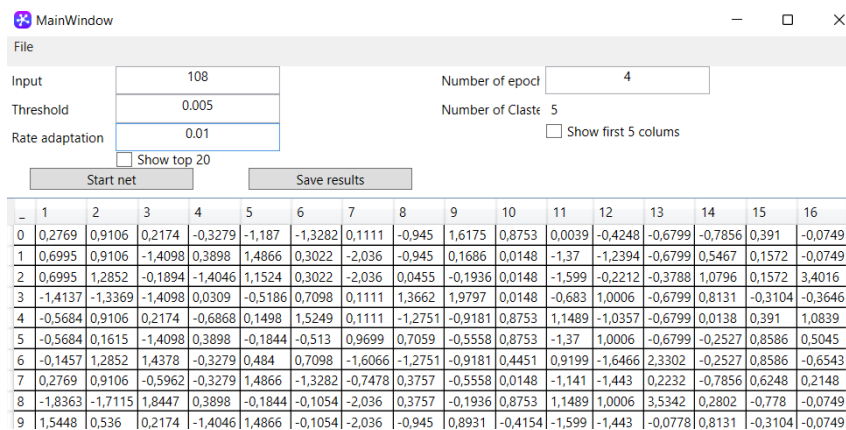 MainWindow
File
Input 108 Number of epoch 4
Threshold 0.005 Number of Claste 5
Rate adaptation 0.01 Show first 5 colums
Show top 20
Start net Save results
_ 1 2 3 4 5 6 7 8 9 10 11 12 13 14 15 16
0 0,2769 0,9106 0,2174 -0,3279 -1,187 -1,3282 0,1111 -0,945 1,6175 0,8753 0,0039 -0,4248 -0,6799 -0,7856 0,391 -0,0749
1 0,6995 0,9106 -1,4098 0,3898 1,4866 0,3022 -2,036 -0,945 0,1686 0,0148 -1,37 -1,2394 -0,6799 0,5467 0,1572 -0,0749
2 0,6995 1,2852 -0,1894 -1,4046 1,1524 0,3022 -2,036 0,0455 -0,1936 0,0148 -1,599 -0,2212 -0,3788 1,0796 0,1572 3,4016
3 -1,4137 -1,3369 -1,4098 0,0309 -0,5186 0,7098 0,1111 1,3662 1,9797 0,0148 -0,683 1,0006 -0,6799 0,8131 -0,3104 -0,3646
4 -0,5684 0,9106 0,2174 -0,6868 0,1498 1,5249 0,1111 -1,2751 -0,9181 0,8753 1,1489 -1,0357 -0,6799 0,0138 0,391 1,0839
5 -0,5684 0,1615 -1,4098 0,3898 -0,1844 -0,513 0,9699 0,7059 -0,5558 0,8753 -1,37 1,0006 -0,6799 -0,2527 0,8586 0,5045
6 -0,1457 1,2852 1,4378 -0,3279 0,484 0,7098 -1,6066 -1,2751 -0,9181 0,4451 0,9199 -1,6466 2,3302 -0,2527 0,8586 -0,6543
7 0,2769 0,9106 -0,5962 -0,3279 1,4866 -1,3282 -0,7478 0,3757 -0,5558 0,0148 -1,141 -1,443 0,2232 -0,7856 0,6248 0,2148
8 -1,8363 -1,7115 1,8447 0,3898 -0,1844 -0,1054 -2,036 0,3757 -0,1936 0,8753 1,1489 1,0006 3,5342 0,2802 -0,778 -0,0749
9 1,5448 0,536 0,2174 -1,4046 1,4866 -0,1054 -2,036 -0,945 0,8931 -0,4154 -1,599 -1,443 -0,0778 0,8131 -0,3104 -0,0749